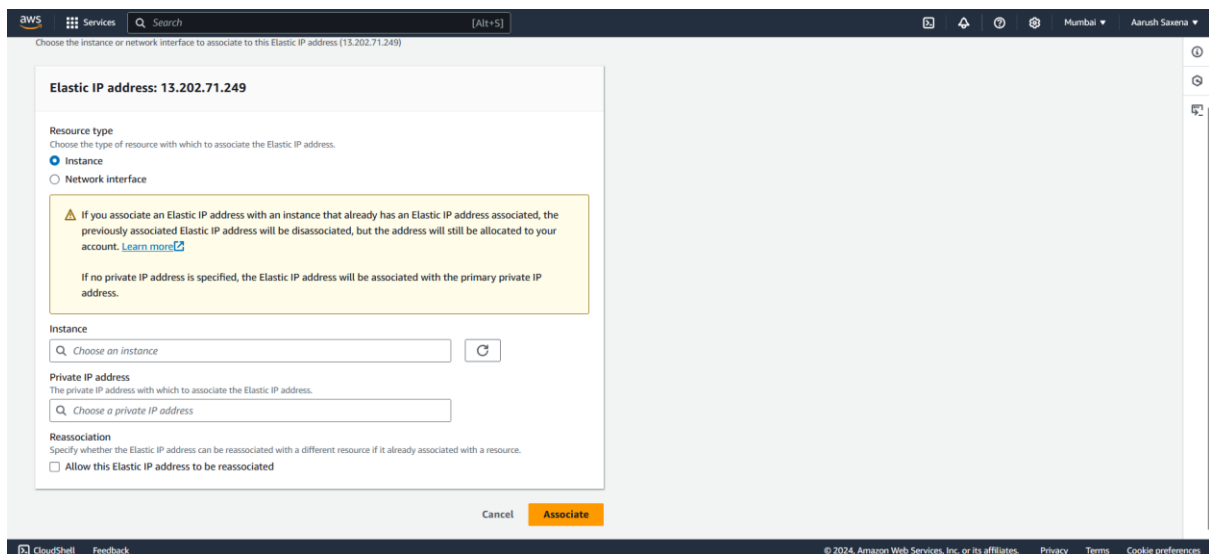 aws
Services
Search
[Alt+S]
Mumbai
Aarush Saxena
Choose the instance or network interface to associate to this Elastic IP address (13.202.71.249)
Elastic IP address: 13.202.71.249
Resource type
Choose the type of resource with which to associate the Elastic IP address.
Instance
Network interface
If you associate an Elastic IP address with an instance that already has an Elastic IP address associated, the
previously associated Elastic IP address will be disassociated, but the address will still be allocated to your
account. Learn more
If no private IP address is specified, the Elastic IP address will be associated with the primary private IP
address.
Instance
Choose an instance
Private IP address
The private IP address with which to associate the Elastic IP address.
Choose a private IP address
Reassociation
Specify whether the Elastic IP address can be reassociated with a different resource if it already associated with a resource.
Allow this Elastic IP address to be reassociated
Cancel
Associate
CloudShell
Feedback
© 2024, Amazon Web Services, Inc. or its affiliates.
Privacy
Terms
Cookie preferences